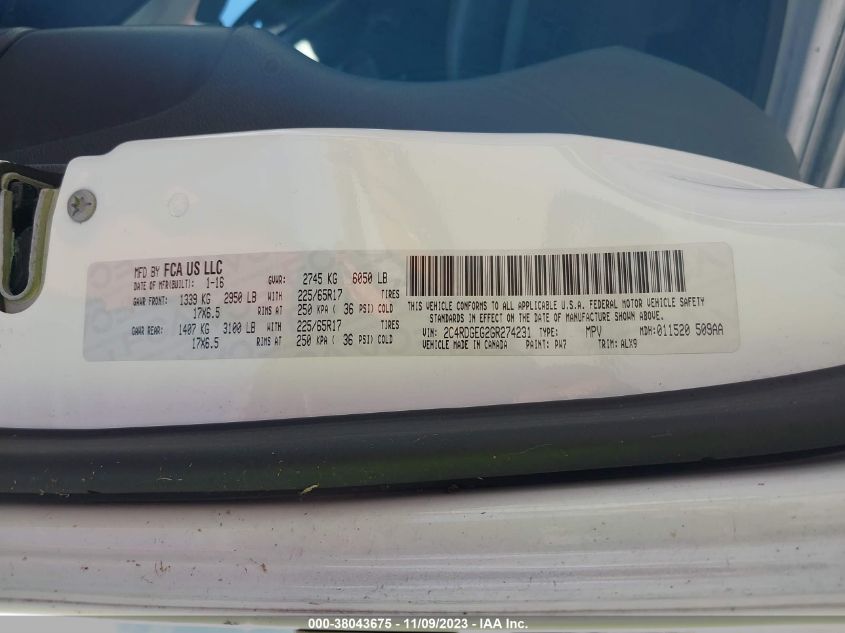 MFD BY FCA US LLC
DATE OF MFR(BUILT): 1-16 GVWR: 2745 KG 6050 LB
GAWR FRONT: 1339 KG 2950 LB WITH 225/65R17 TIRES
17X6.5 RIMS AT 250 KPA ( 36 PSI) COLD
GAWR REAR: 1407 KG 3100 LB WITH 225/65R17 TIRES
17X6.5 RIMS AT 250 KPA ( 36 PSI) COLD
THIS VEHICLE CONFORMS TO ALL APPLICABLE U.S.A. FEDERAL MOTOR VEHICLE SAFETY
STANDARDS IN EFFECT ON THE DATE OF MANUFACTURE SHOWN ABOVE.
VIN: 2C4RDGEG2GR274231 TYPE: MPV MDH:011520 509AA
VEHICLE MADE IN CANADA PAINT: PW7 TRIM: ALX9
000-38043675 - 11/09/2023 - IAA Inc.